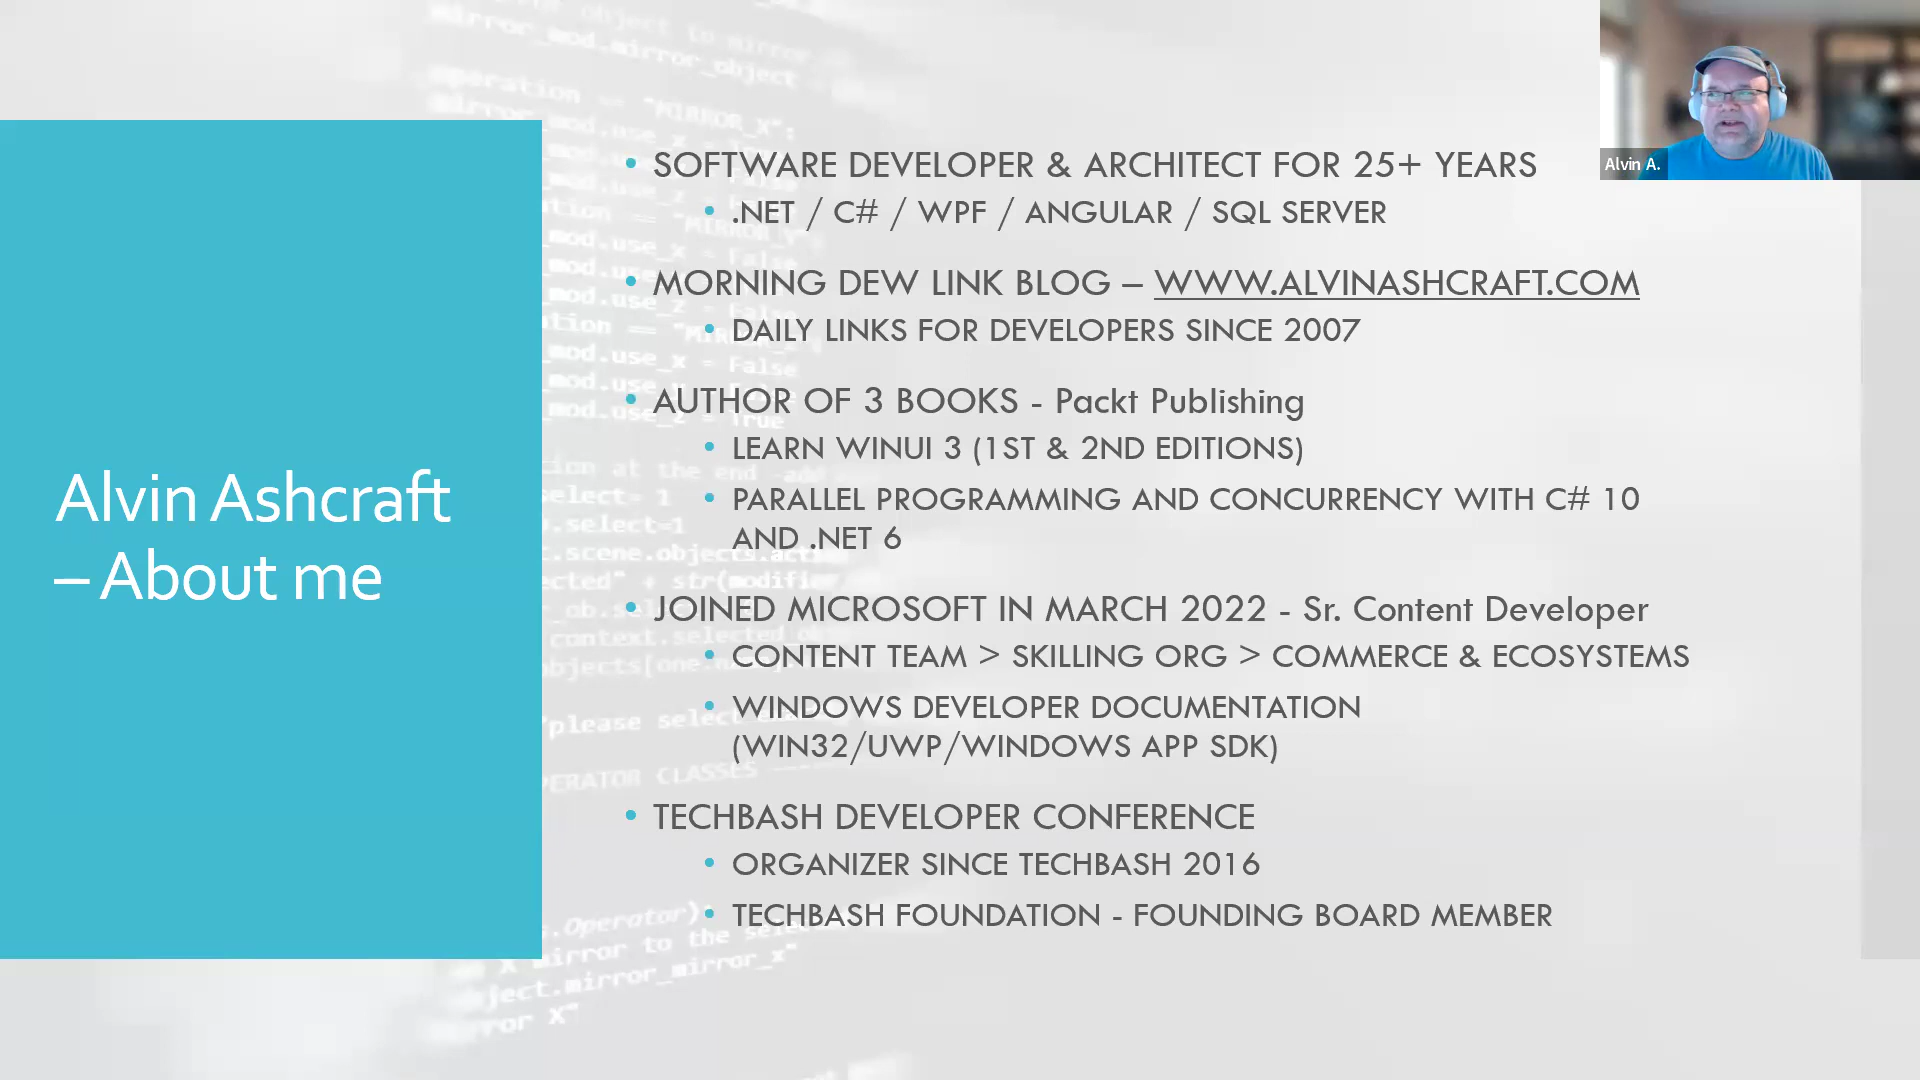 Alvin A.
Alvin Ashcraft
– About me
• SOFTWARE DEVELOPER & ARCHITECT FOR 25+ YEARS
• .NET / C# / WPF / ANGULAR / SQL SERVER
• MORNING DEW LINK BLOG – WWW.ALVINASHCRAFT.COM
• DAILY LINKS FOR DEVELOPERS SINCE 2007
• AUTHOR OF 3 BOOKS - Packt Publishing
• LEARN WINUI 3 (1ST & 2ND EDITIONS)
• PARALLEL PROGRAMMING AND CONCURRENCY WITH C# 10
AND .NET 6
• JOINED MICROSOFT IN MARCH 2022 - Sr. Content Developer
• CONTENT TEAM > SKILLING ORG > COMMERCE & ECOSYSTEMS
• WINDOWS DEVELOPER DOCUMENTATION
(WIN32/UWP/WINDOWS APP SDK)
• TECHBASH DEVELOPER CONFERENCE
• ORGANIZER SINCE TECHBASH 2016
• TECHBASH FOUNDATION - FOUNDING BOARD MEMBER